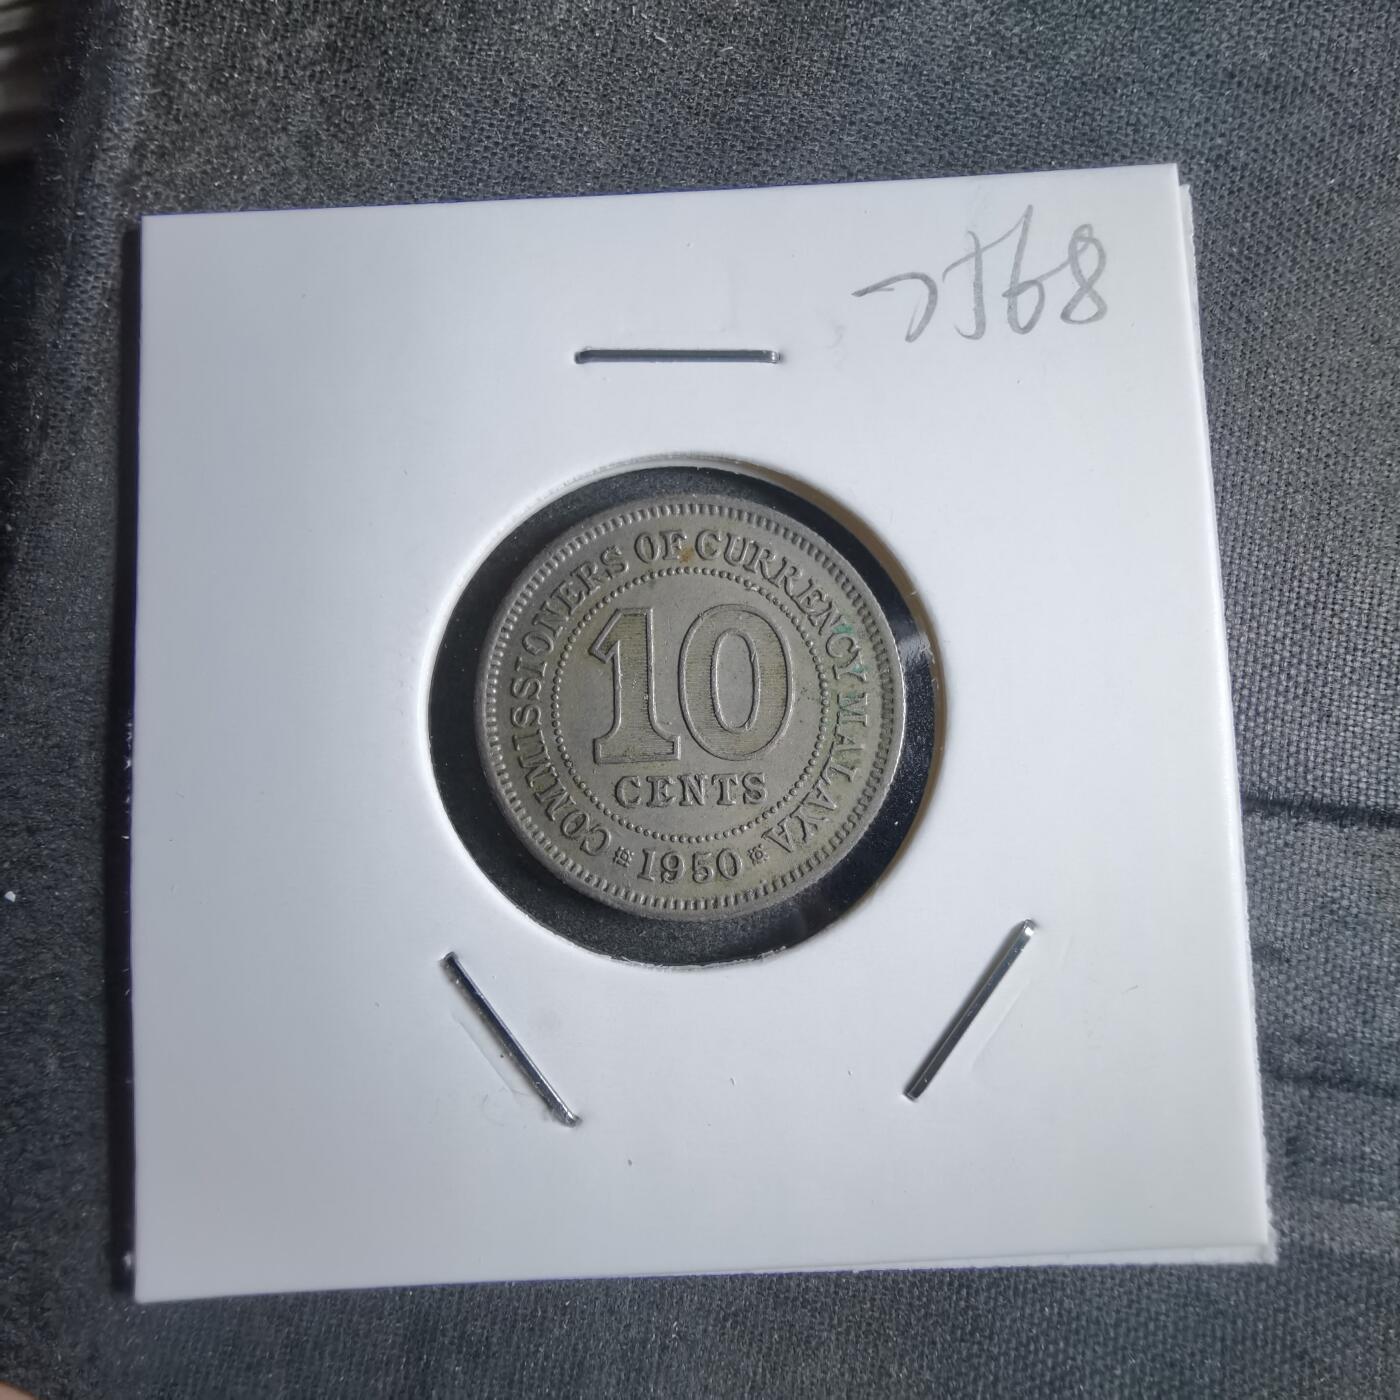 7568
COMMISSIONERS OF CURRENCY MALAYA
10
CENTS
1950